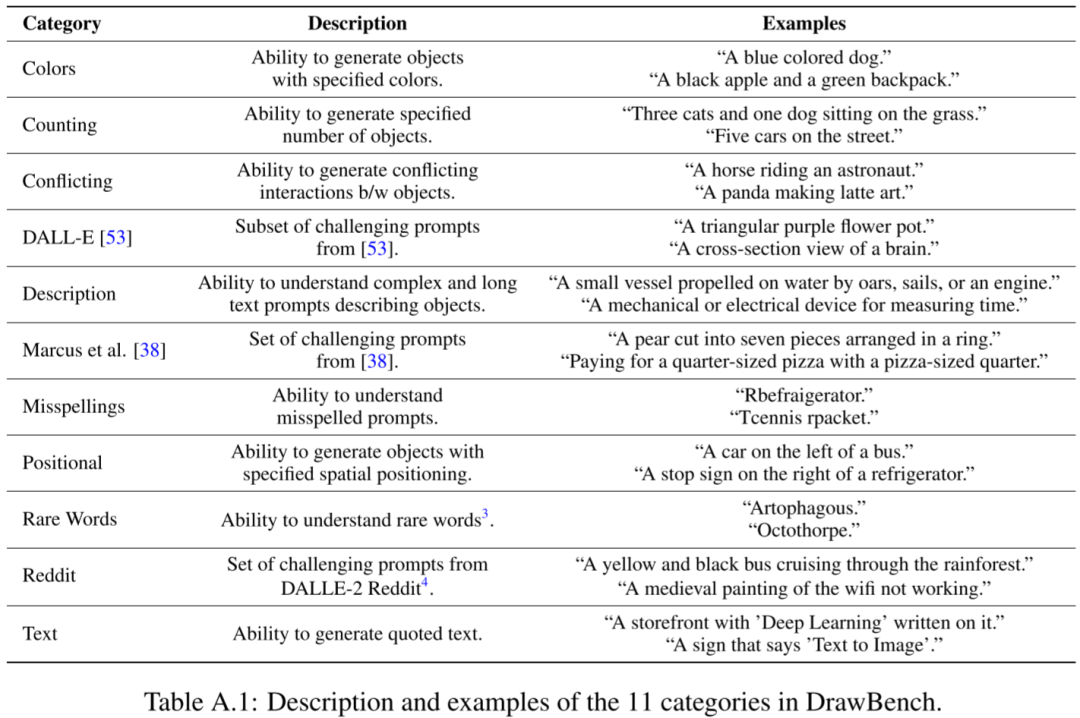 Category Description Examples
Colors
Ability to generate objects
with specified colors.
“A blue colored dog.”
“A black apple and a green backpack.”
Counting
Ability to generate specified
number of objects.
“Three cats and one dog sitting on the grass.”
“Five cars on the street.”
Conflicting
Ability to generate conflicting
interactions b/w objects.
“A horse riding an astronaut.”
“A panda making latte art.”
DALL-E [53]
Subset of challenging prompts
from [53].
“A triangular purple flower pot.”
“A cross-section view of a brain.”
Description
Ability to understand complex and long
text prompts describing objects.
“A small vessel propelled on water by oars, sails, or an engine.”
“A mechanical or electrical device for measuring time.”
Marcus et al. [38]
Set of challenging prompts
from [38].
“A pear cut into seven pieces arranged in a ring.”
“Paying for a quarter-sized pizza with a pizza-sized quarter.”
Misspellings
Ability to understand
misspelled prompts.
“Rbefraigerator.”
“Tcennis rpacket.”
Positional
Ability to generate objects with
specified spatial positioning.
“A car on the left of a bus.”
“A stop sign on the right of a refrigerator.”
Rare Words
Ability to understand rare words³.
“Artophagous.”
“Octothorpe.”
Reddit
Set of challenging prompts from
DALLE-2 Reddit⁴.
“A yellow and black bus cruising through the rainforest.”
“A medieval painting of the wifi not working.”
Text
Ability to generate quoted text.
“A storefront with ’Deep Learning’ written on it.”
“A sign that says ’Text to Image’.”
Table A.1: Description and examples of the 11 categories in DrawBench.